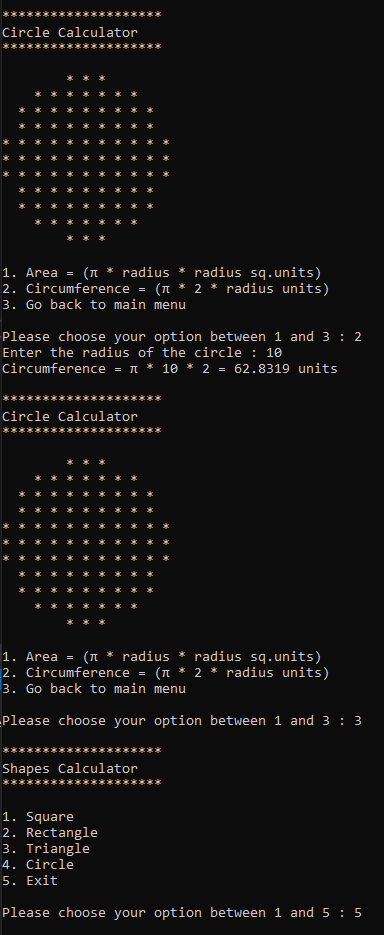 ********************
Circle Calculator
********************

        * * *
    * * * * * * *
  * * * * * * * * *
  * * * * * * * * *
* * * * * * * * * * *
* * * * * * * * * * *
* * * * * * * * * * *
  * * * * * * * * *
  * * * * * * * * *
    * * * * * * *
        * * *

1. Area = (π * radius * radius sq.units)
2. Circumference = (π * 2 * radius units)
3. Go back to main menu

Please choose your option between 1 and 3 : 2
Enter the radius of the circle : 10
Circumference = π * 10 * 2 = 62.8319 units

********************
Circle Calculator
********************

        * * *
    * * * * * * *
  * * * * * * * * *
  * * * * * * * * *
* * * * * * * * * * *
* * * * * * * * * * *
* * * * * * * * * * *
  * * * * * * * * *
  * * * * * * * * *
    * * * * * * *
        * * *

1. Area = (π * radius * radius sq.units)
2. Circumference = (π * 2 * radius units)
3. Go back to main menu

Please choose your option between 1 and 3 : 3

********************
Shapes Calculator
********************

1. Square
2. Rectangle
3. Triangle
4. Circle
5. Exit

Please choose your option between 1 and 5 : 5